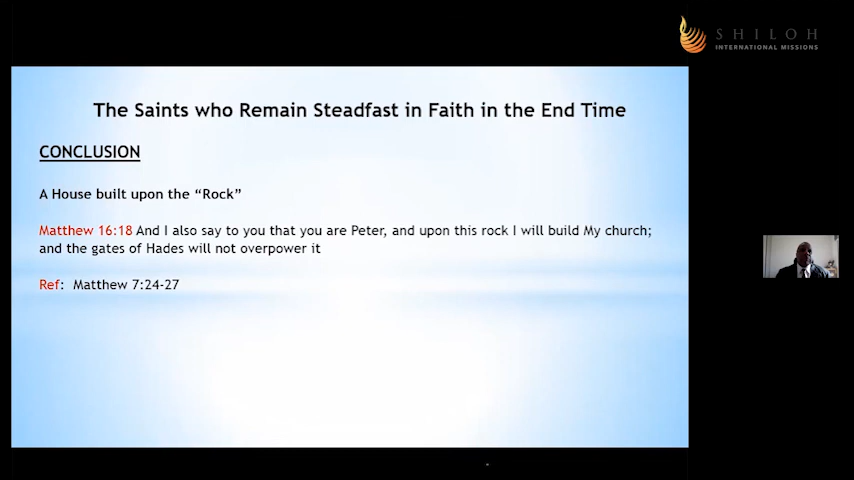 SHILOH
INTERNATIONAL MISSIONS
The Saints who Remain Steadfast in Faith in the End Time
CONCLUSION
A House built upon the “Rock”
Matthew 16:18 And I also say to you that you are Peter, and upon this rock I will build My church;
and the gates of Hades will not overpower it
Ref: Matthew 7:24-27